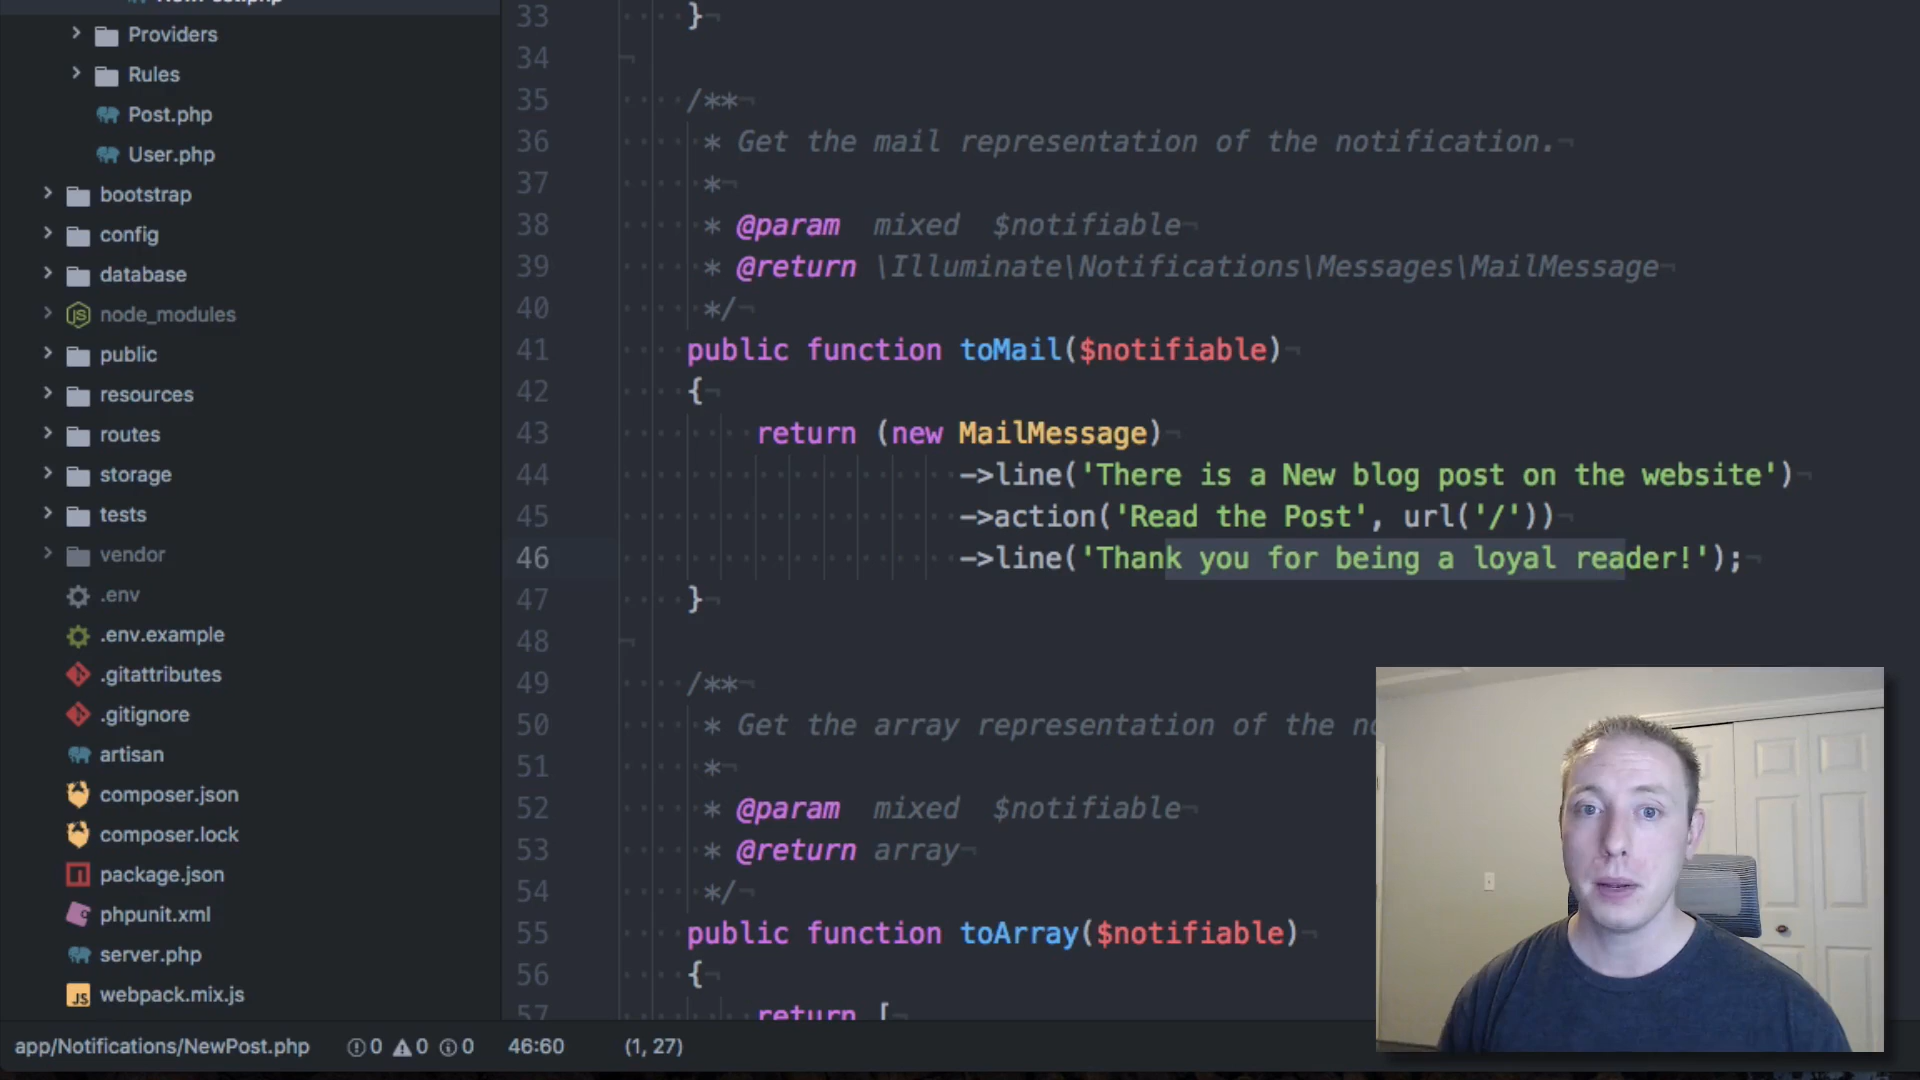 Providers
Rules
Post.php
User.php
bootstrap
config
database
node_modules
public
resources
routes
storage
tests
vendor
.env
.env.example
.gitattributes
.gitignore
artisan
composer.json
composer.lock
package.json
phpunit.xml
server.php
webpack.mix.js
33 }
34
35 /**
36 * Get the mail representation of the notification.
37 *
38 * @param mixed $notifiable
39 * @return \Illuminate\Notifications\Messages\MailMessage
40 */
41 public function toMail($notifiable)
42 {
43 return (new MailMessage)
44 ->line('There is a New blog post on the website')
45 ->action('Read the Post', url('/'))
46 ->line('Thank you for being a loyal reader!');
47 }
48
49 /**
50 * Get the array representation of the
51 *
52 * @param mixed $notifiable
53 * @return array
54 */
55 public function toArray($notifiable)
56 {
57 return [
app/Notifications/NewPost.php 0 0 0 46:60 (1, 27)